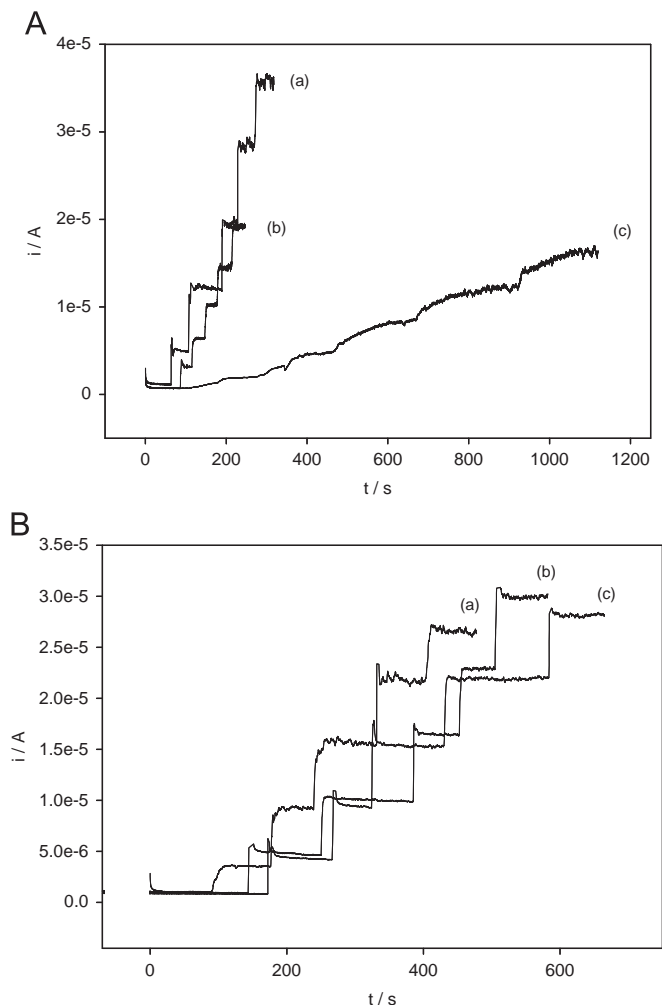 A
4e-5
(a)
3e-5
i / A
2e-5
(b)
(c)
1e-5
0
0 200 400 600 800 1000 1200
t / s
B
3.5e-5
(b)
3.0e-5
(a)
(c)
2.5e-5
2.0e-5
i / A
1.5e-5
1.0e-5
5.0e-6
0.0
0 200 400 600
t / s